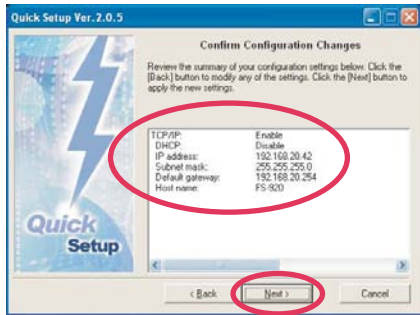 Quick Setup Ver. 2.0.5
Confirm Configuration Changes
Review the summary of your configuration settings below. Click the
[Back] button to modify any of the settings. Click the [Next] button to
apply the new settings.
TCP/IP: Enable
DHCP: Disable
IP address: 192.168.20.42
Subnet mask: 255.255.255.0
Default gateway: 192.168.20.254
Host name: FS-920
Quick
Setup
< Back
Next >
Cancel